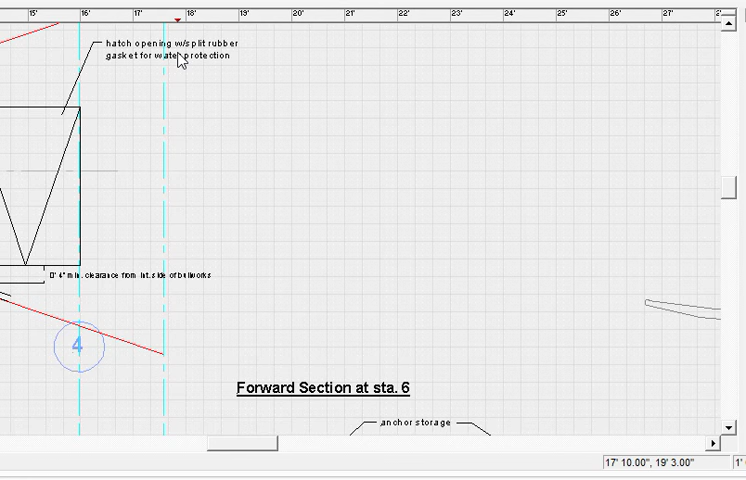 15' 16' 17' 18' 19' 20' 21' 22' 23' 24' 25' 26' 27'
hatch opening w/split rubber
gasket for water protection
0' 4" min. clearance from int. side of bullworks
4
Forward Section at sta. 6
anchor storage
17' 10.00", 19' 3.00"
1'